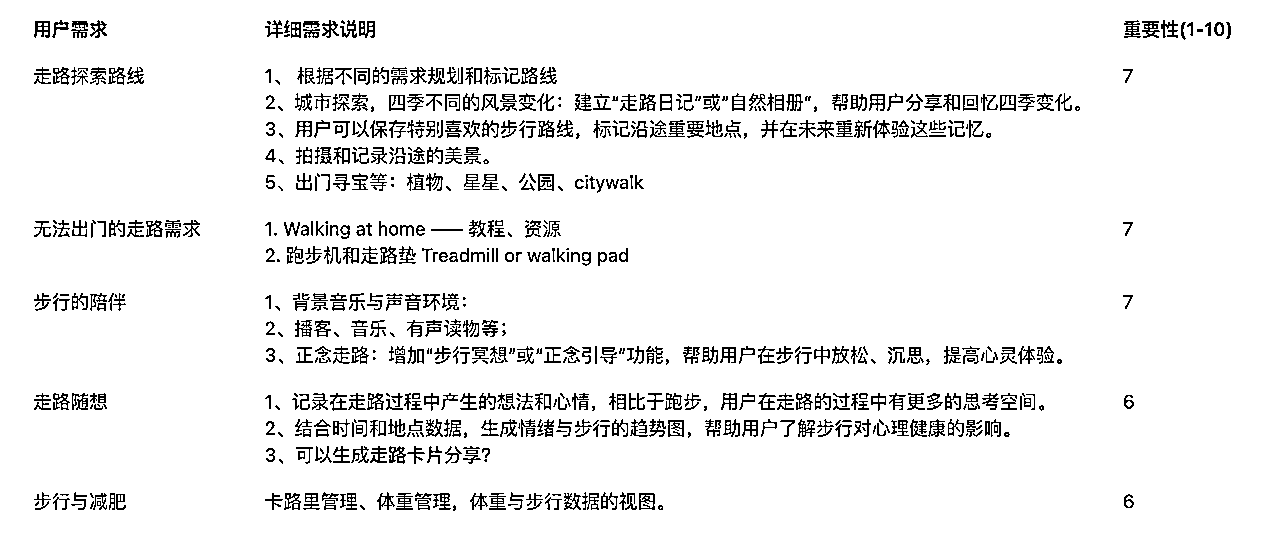 用户需求 详细需求说明 重要性(1-10)
走路探索路线 1、 根据不同的需求规划和标记路线 7
2、城市探索，四季不同的风景变化：建立“走路日记”或”自然相册“，帮助用户分享和回忆四季变化。
3、用户可以保存特别喜欢的步行路线，标记沿途重要地点，并在未来重新体验这些记忆。
4、拍摄和记录沿途的美景。
5、出门寻宝等：植物、星星、公园、citywalk
无法出门的走路需求 1. Walking at home —— 教程、资源 7
2. 跑步机和走路垫 Treadmill or walking pad
步行的陪伴 1、背景音乐与声音环境： 7
2、播客、音乐、有声读物等；
3、正念走路：增加“步行冥想”或“正念引导”功能，帮助用户在步行中放松、沉思，提高心灵体验。
走路随想 1、记录在走路过程中产生的想法和心情，相比于跑步，用户在走路的过程中有更多的思考空间。 6
2、结合时间和地点数据，生成情绪与步行的趋势图，帮助用户了解步行对心理健康的影响。
3、可以生成走路卡片分享？
步行与减肥 卡路里管理、体重管理，体重与步行数据的视图。 6